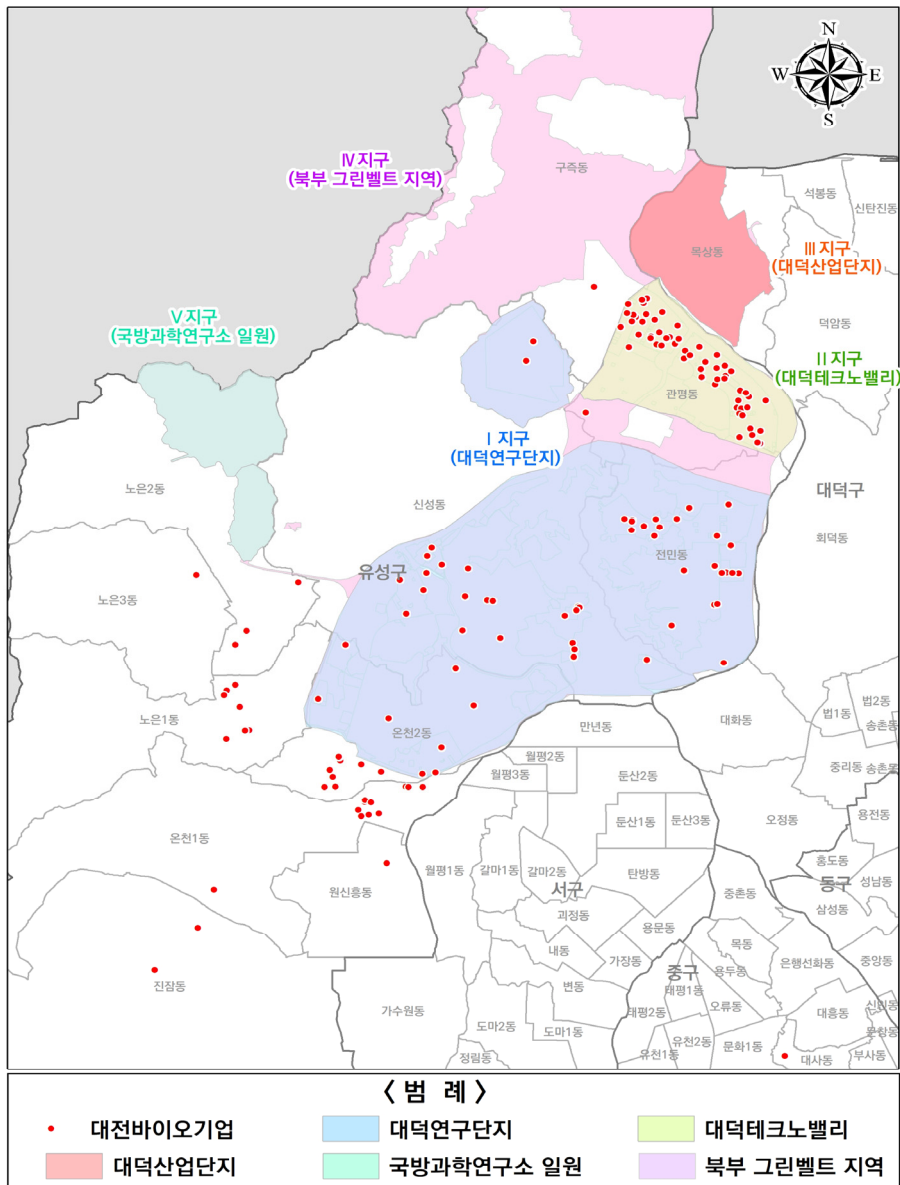 N
W
E
S
Ⅳ지구
(북부 그린벨트 지역)
구즉동
석봉동
신탄진동
목상동
Ⅲ지구
(대덕산업단지)
덕암동
Ⅴ지구
(국방과학연구소 일원)
Ⅱ지구
(대덕테크노밸리)
관평동
Ⅰ지구
(대덕연구단지)
노은2동
신성동
대덕구
회덕동
전민동
유성구
노은3동
노은1동
온천2동
만년동
대화동
법1동
법2동
송촌동
중리동
송촌동
월평2동
월평3동
둔산2동
둔산1동
둔산3동
오정동
용전동
온천1동
원신흥동
월평1동
갈마1동
갈마2동
탄방동
서구
홍도동
동구
성남동
삼성동
중촌동
괴정동
용문동
내동
가장동
목동
중구
용두동
은행선화동
중앙동
진잠동
변동
태평1동
가수원동
태평2동
오류동
대흥동
신인동
도마2동
도마1동
유천2동
문화1동
문창동
정림동
유천1동
대사동
부사동
〈 범 례 〉
대전바이오기업
대덕연구단지
대덕테크노밸리
대덕산업단지
국방과학연구소 일원
북부 그린벨트 지역